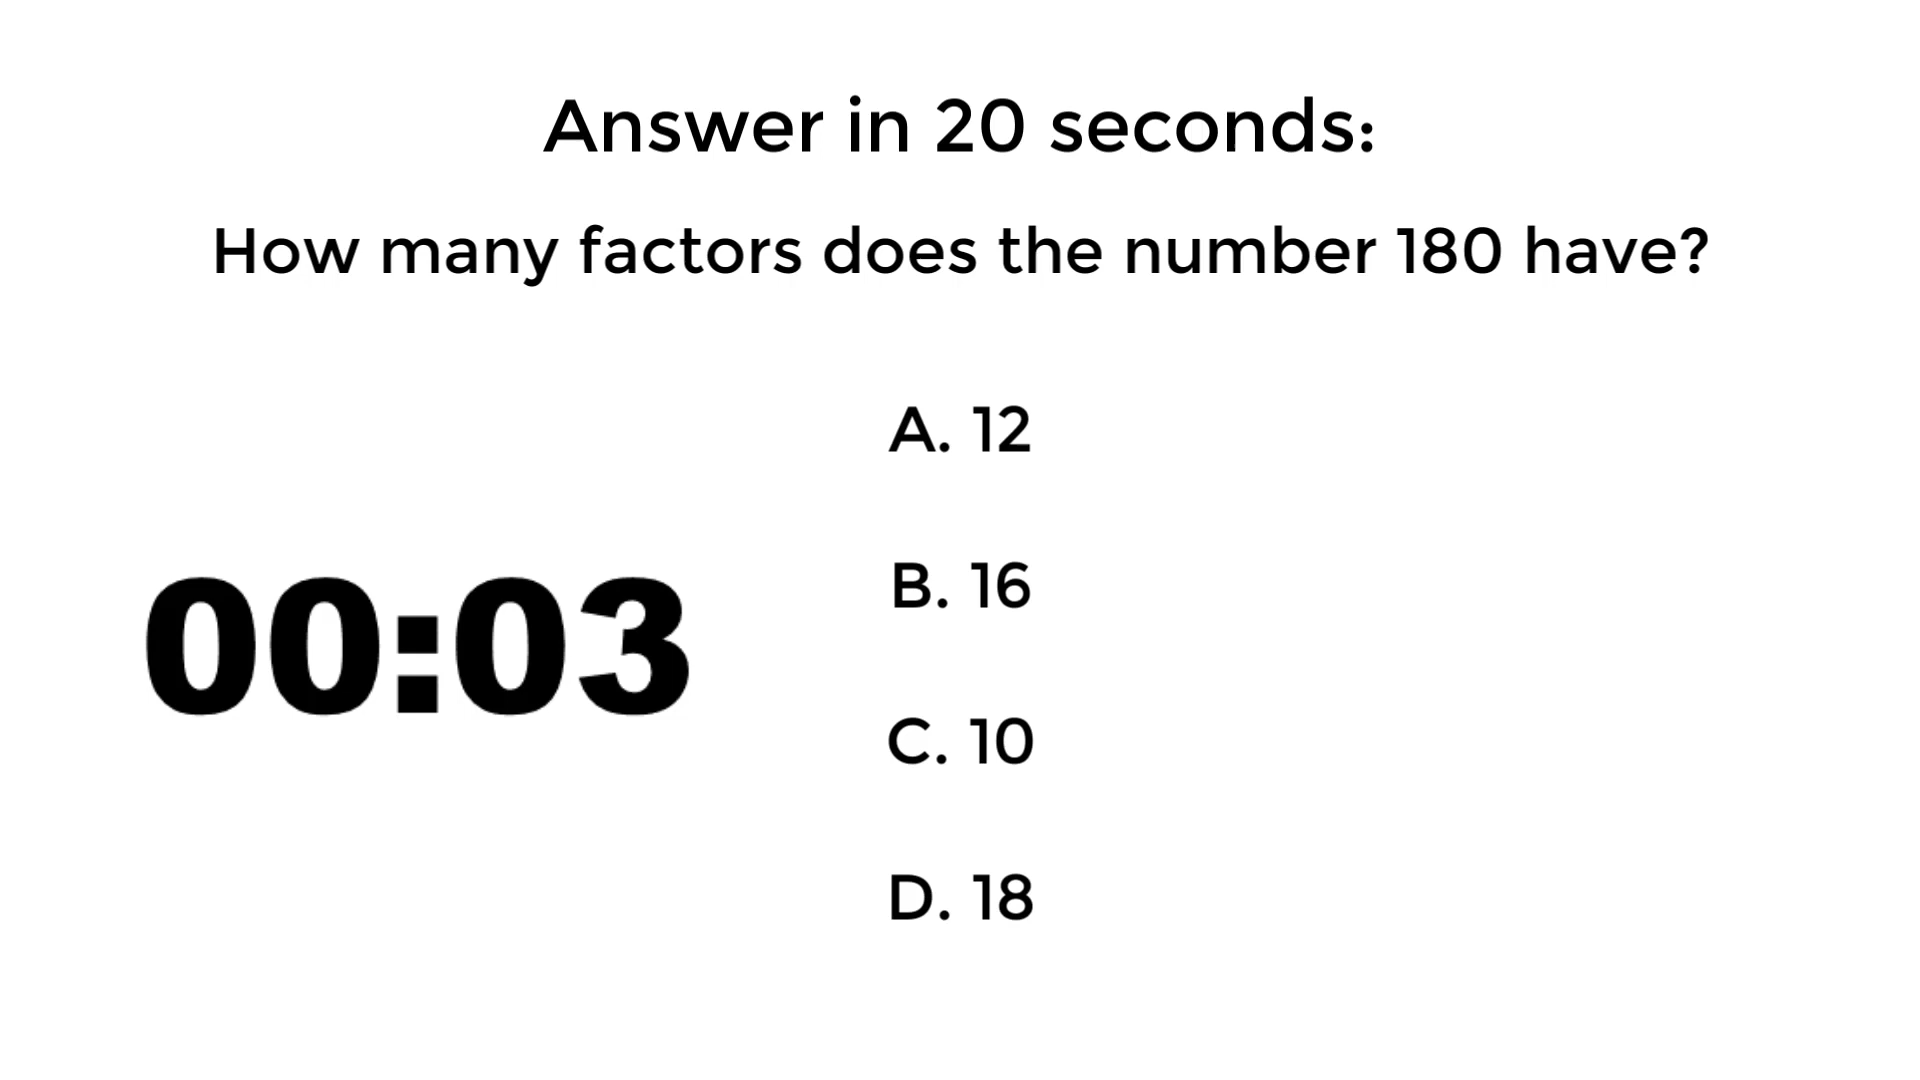 Answer in 20 seconds:
How many factors does the number 180 have?
A. 12
B. 16
00:03
C. 10
D. 18